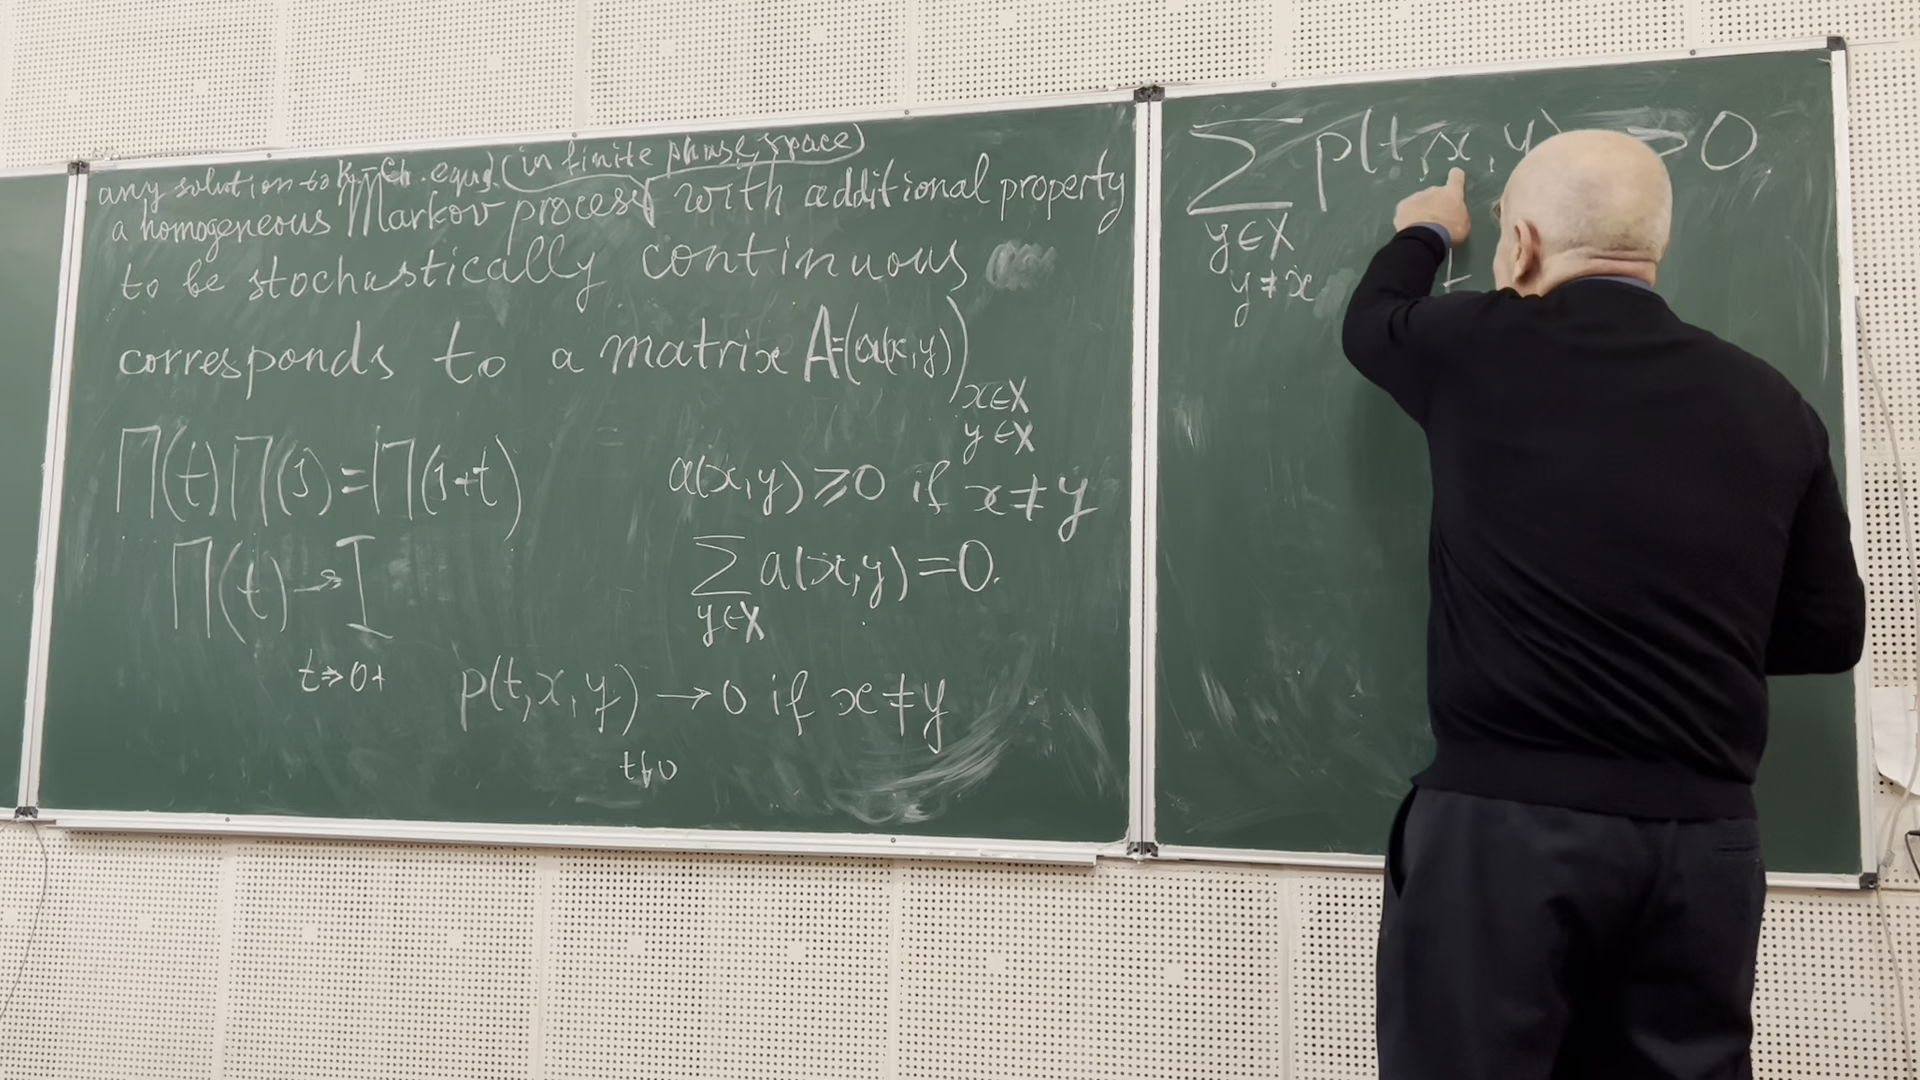 any solution to K.-Ch. equs. (in finite phase space)
a homogeneous Markov process with additional property
to be stochastically continuous
corresponds to a matrix A=(a(x,y))
x∈X
y∈X
Π(t)Π(s)=Π(s+t)
a(x,y)⩾0 if x≠y
Π(t)→I
t→0+
∑a(x,y)=0.
y∈X
p(t,x,y)→0 if x≠y
t↓0
∑p(t,x,y) →0
y∈X
y≠x
t